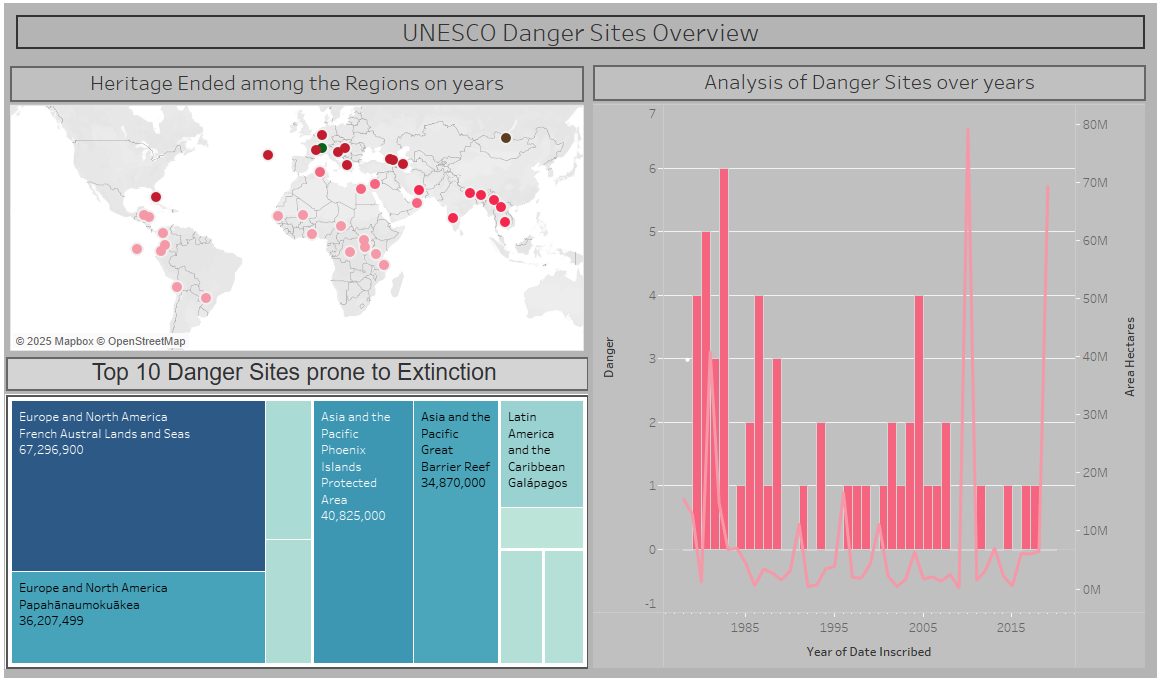 UNESCO Danger Sites Overview
Heritage Ended among the Regions on years
© 2025 Mapbox © OpenStreetMap
Top 10 Danger Sites prone to Extinction
Europe and North America
French Austral Lands and Seas
67,296,900
Europe and North America
Papahānaumokuākea
36,207,499
Asia and the
Pacific
Phoenix
Islands
Protected
Area
40,825,000
Asia and the
Pacific
Great
Barrier Reef
34,870,000
Latin
America
and the
Caribbean
Galápagos
Analysis of Danger Sites over years
Danger
7
6
5
4
3
2
1
0
-1
80M
70M
60M
50M
40M
30M
20M
10M
0M
Area Hectares
1985
1995
2005
2015
Year of Date Inscribed